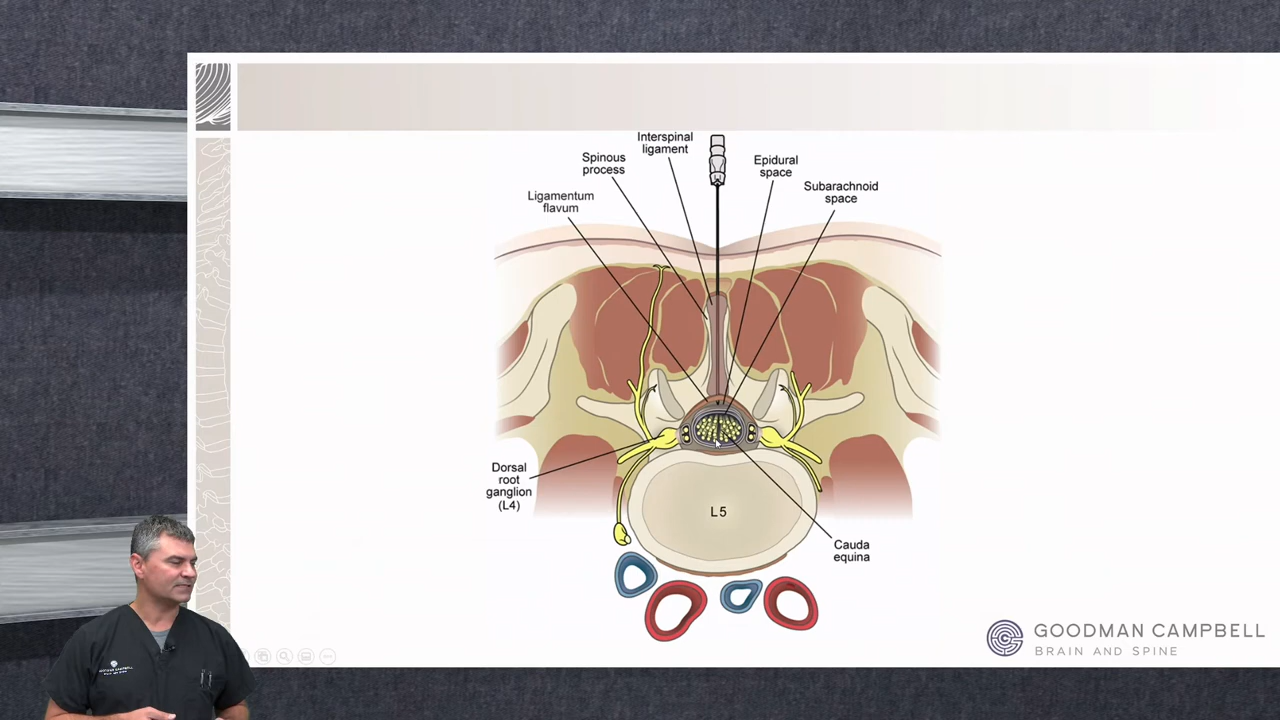 Interspinal
ligament
Spinous
process
Epidural
space
Ligamentum
flavum
Subarachnoid
space
Dorsal
root
ganglion
(L4)
L5
Cauda
equina
GOODMAN CAMPBELL
BRAIN AND SPINE